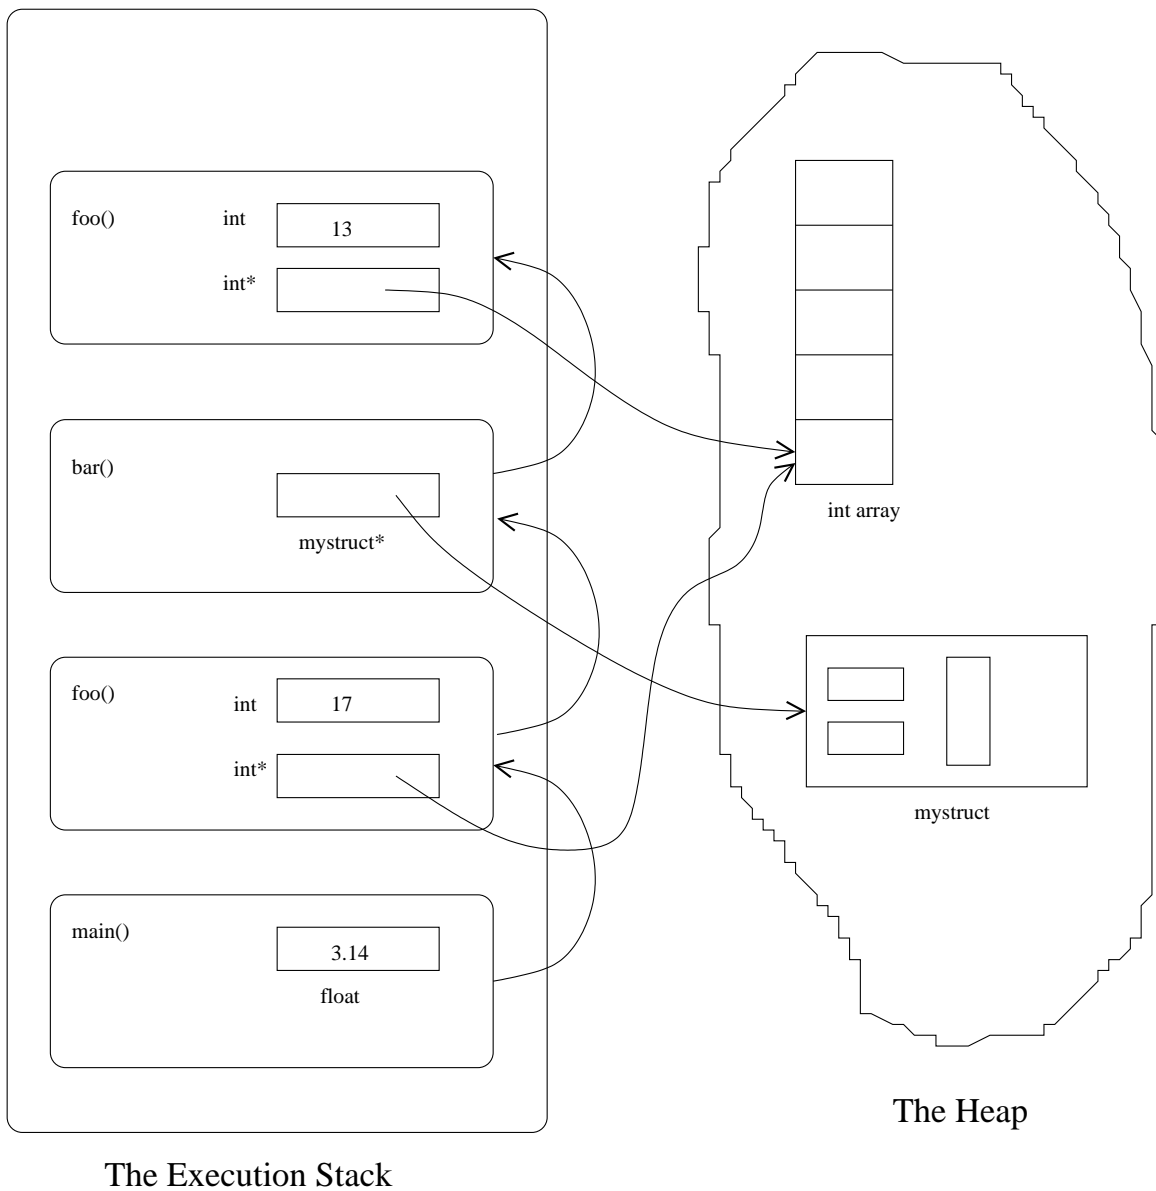 foo()
int
13
int*
bar()
mystruct*
foo()
int
17
int*
main()
3.14
float
The Execution Stack
int array
mystruct
The Heap